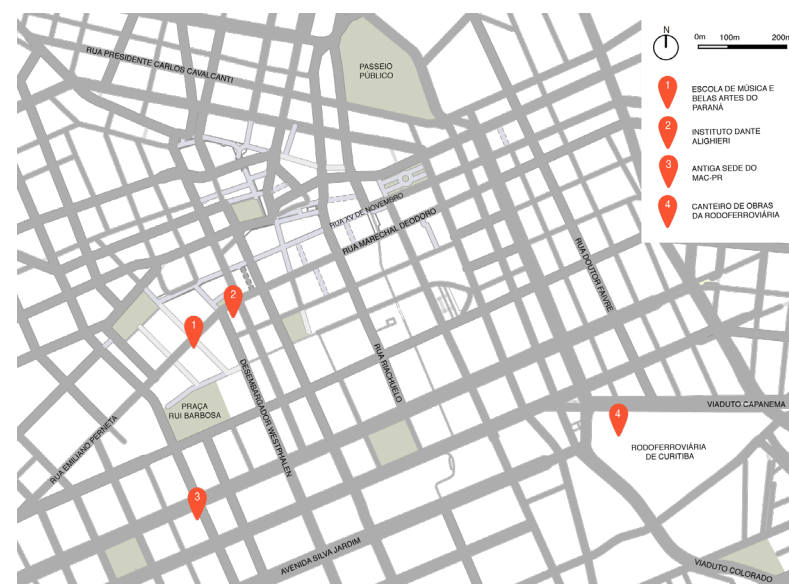 N
0m 100m 200m
1
ESCOLA DE MÚSICA E
BELAS ARTES DO
PARANÁ
2
INSTITUTO DANTE
ALIGHIERI
3
ANTIGA SEDE DO
MAC-PR
4
CANTEIRO DE OBRAS
DA RODOFERROVIÁRIA
RUA PRESIDENTE CARLOS CAVALCANTI
PASSEIO
PÚBLICO
RUA XV DE NOVEMBRO
RUA MARECHAL DEODORO
RUA DOUTOR FAIVRE
2
1
RUA RIACHUELO
DESEMBARGADOR WESTPHALEN
PRAÇA
RUI BARBOSA
RUA EMILIANO PERNETA
VIADUTO CAPANEMA
4
RODOFERROVIÁRIA
DE CURITIBA
3
AVENIDA SILVA JARDIM
VIADUTO COLORADO